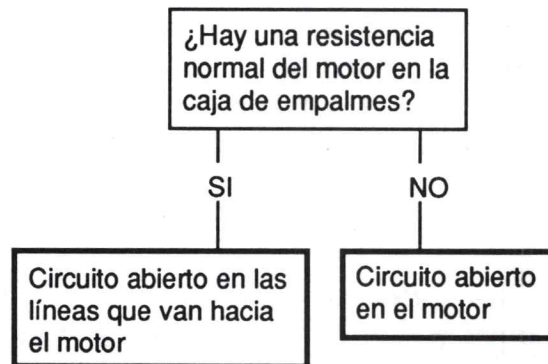 ¿Hay una resistencia
normal del motor en la
caja de empalmes?
SI
NO
Circuito abierto en las
líneas que van hacia
el motor
Circuito abierto
en el motor